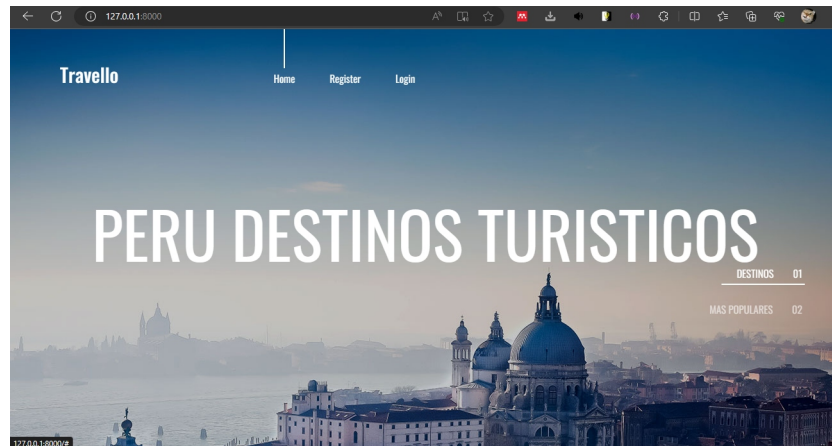 127.0.0.1:8000
Travello
Home Register Login
PERU DESTINOS TURISTICOS
DESTINOS 01
MAS POPULARES 02
127.0.0.1:8000/#